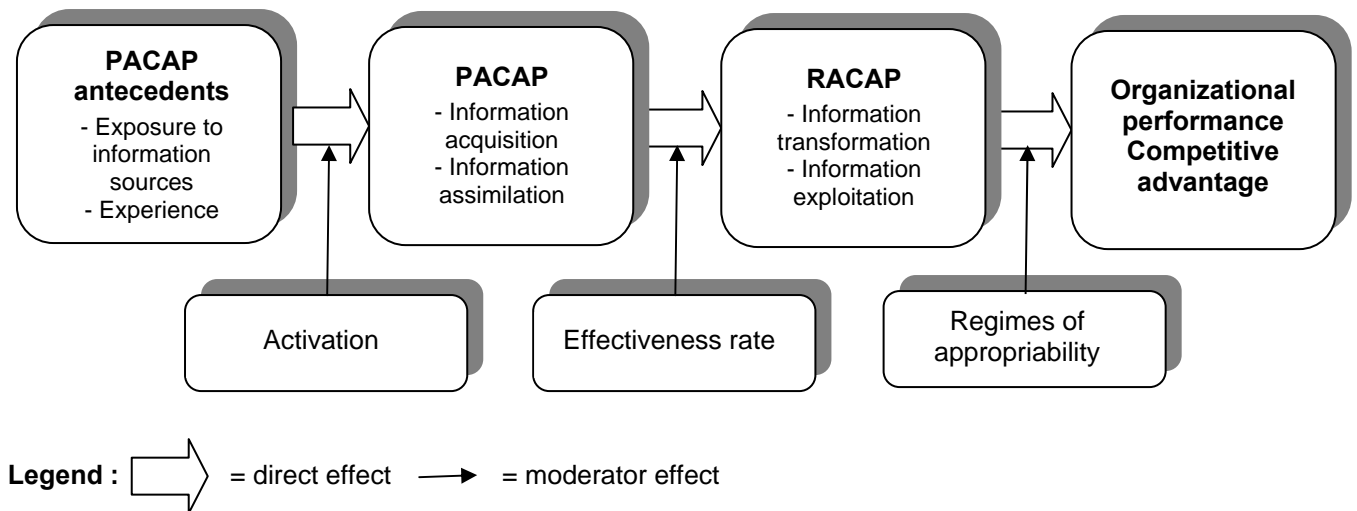 PACAP
antecedents
- Exposure to
information
sources
- Experience
PACAP
- Information
acquisition
- Information
assimilation
RACAP
- Information
transformation
- Information
exploitation
Organizational
performance
Competitive
advantage
Activation
Effectiveness rate
Regimes of
appropriability
Legend : = direct effect = moderator effect